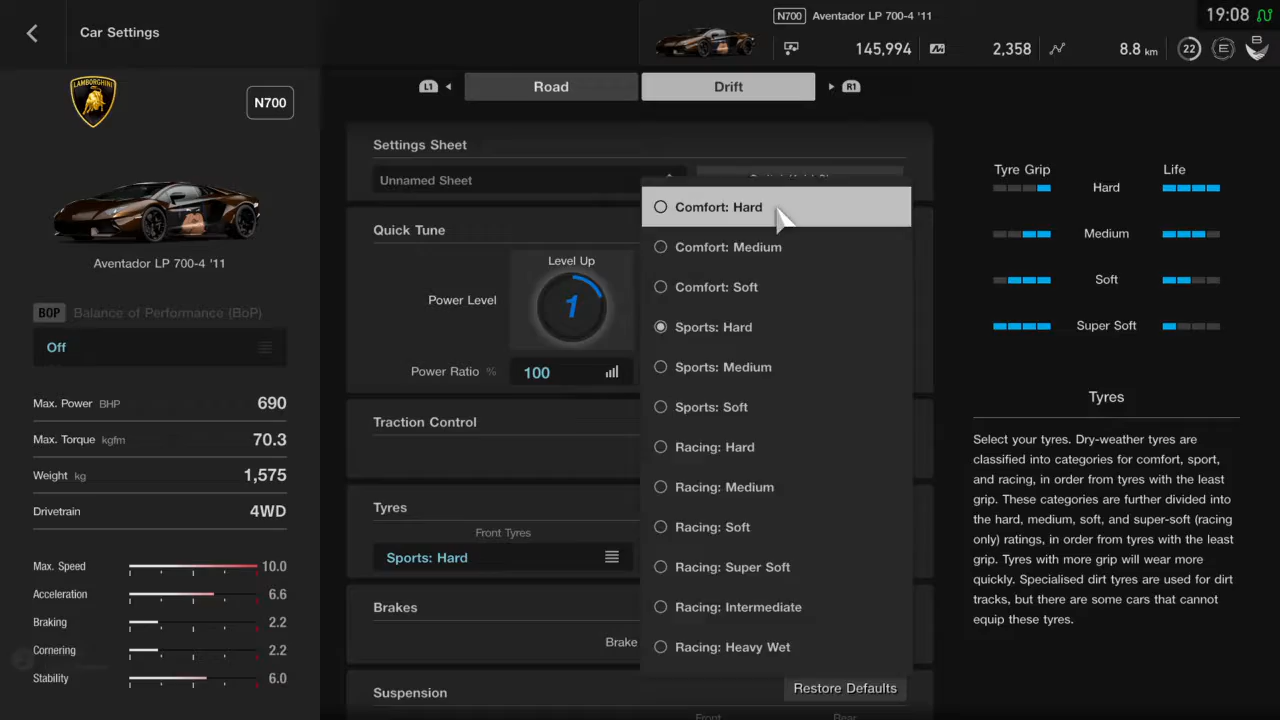 Car Settings
N700 Aventador LP 700-4 '11
19:08
145,994
2,358
8.8 km
22
E
B
LAMBORGHINI
N700
Aventador LP 700-4 '11
BOP Balance of Performance (BoP)
Off
Max. Power BHP 690
Max. Torque kgfm 70.3
Weight kg 1,575
Drivetrain 4WD
Max. Speed 10.0
Acceleration 6.6
Braking 2.2
Cornering 2.2
Stability 6.0
L1 Road Drift R1
Settings Sheet
Unnamed Sheet
Quick Tune
Level Up
Power Level 1
Power Ratio % 100
Traction Control
Tyres
Front Tyres
Sports: Hard
Brakes
Brake
Suspension
Front Rear
Comfort: Hard
Comfort: Medium
Comfort: Soft
Sports: Hard
Sports: Medium
Sports: Soft
Racing: Hard
Racing: Medium
Racing: Soft
Racing: Super Soft
Racing: Intermediate
Racing: Heavy Wet
Restore Defaults
Tyre Grip Life
Hard
Medium
Soft
Super Soft
Tyres
Select your tyres. Dry-weather tyres are
classified into categories for comfort, sport,
and racing, in order from tyres with the least
grip. These categories are further divided into
the hard, medium, soft, and super-soft (racing
only) ratings, in order from tyres with the least
grip. Tyres with more grip will wear more
quickly. Specialised dirt tyres are used for dirt
tracks, but there are some cars that cannot
equip these tyres.